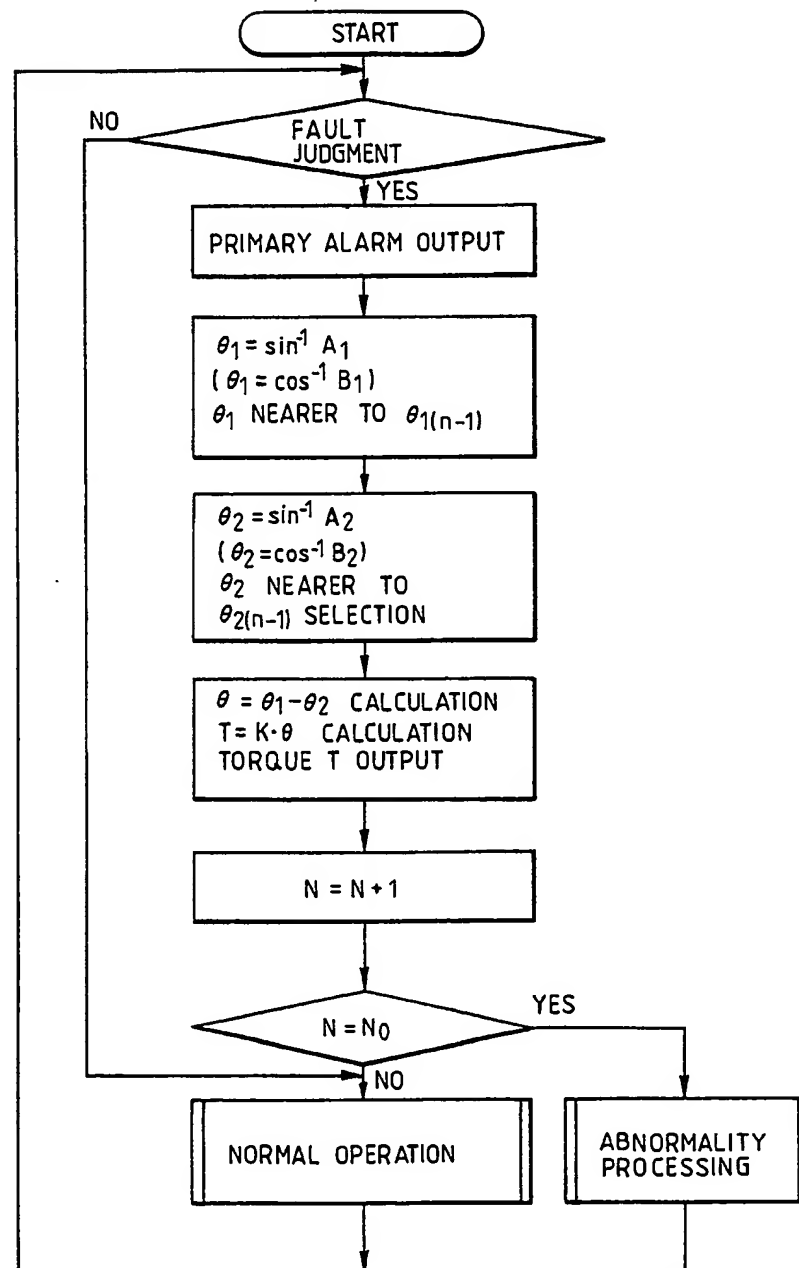 START
NO
FAULT
JUDGMENT
YES
PRIMARY ALARM OUTPUT
θ1 = sin⁻¹ A1
(θ1 = cos⁻¹ B1)
θ1 NEARER TO θ1(n-1)
θ2 = sin⁻¹ A2
(θ2 = cos⁻¹ B2)
θ2 NEARER TO
θ2(n-1) SELECTION
θ = θ1-θ2 CALCULATION
T = K·θ CALCULATION
TORQUE T OUTPUT
N = N + 1
YES
N = N0
NO
NORMAL OPERATION
ABNORMALITY
PROCESSING